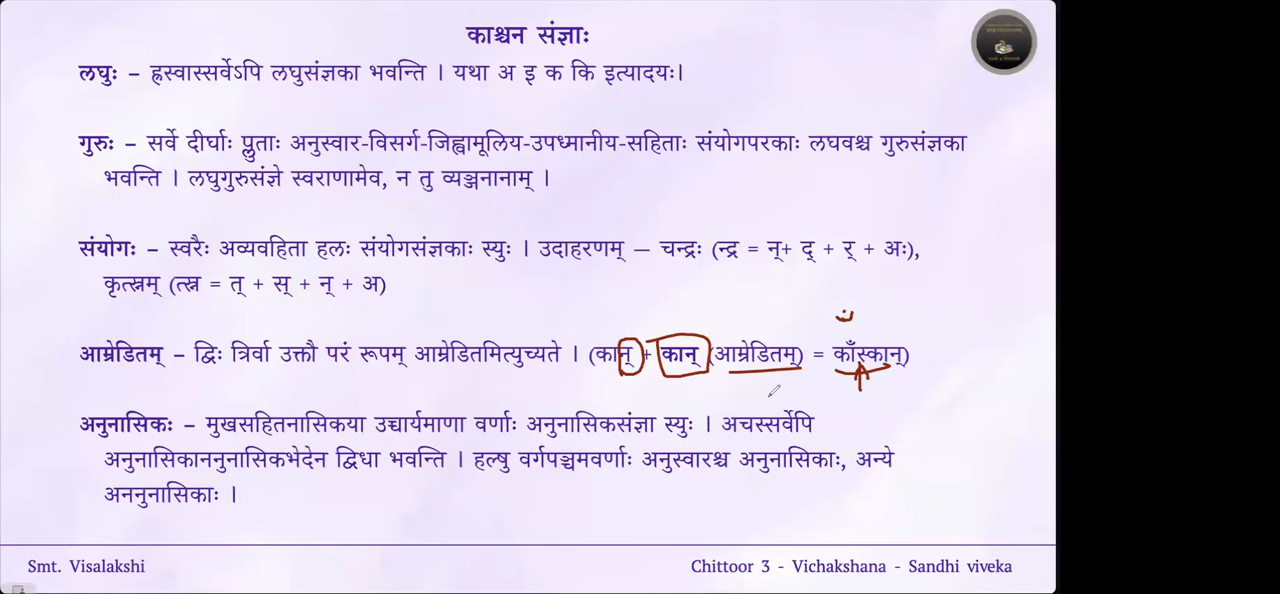 काश्चन संज्ञाः
लघुः – ह्रस्वास्सर्वेऽपि लघुसंज्ञका भवन्ति । यथा अ इ क कि इत्यादयः।
गुरुः – सर्वे दीर्घाः प्लुताः अनुस्वार-विसर्ग-जिह्वामूलिय-उपध्मानीय-सहिताः संयोगपरकाः लघवश्च गुरुसंज्ञका
भवन्ति । लघुगुरुसंज्ञे स्वराणामेव, न तु व्यञ्जनानाम् ।
संयोगः – स्वरैः अव्यवहिता हलः संयोगसंज्ञकाः स्युः । उदाहरणम् — चन्द्रः (न्द्र = न्+ द् + र् + अः),
कृत्स्नम् (त्स्न = त् + स् + न् + अ)
आम्रेडितम् – द्विः त्रिर्वा उक्तौ परं रूपम् आम्रेडितमित्युच्यते । (कान् + कान् (आम्रेडितम्) = काँस्कान्)
अनुनासिकः – मुखसहितनासिकया उच्चार्यमाणा वर्णाः अनुनासिकसंज्ञा स्युः । अचस्सर्वेपि
अनुनासिकाननुनासिकभेदेन द्विधा भवन्ति । हल्षु वर्गपञ्चमवर्णाः अनुस्वारश्च अनुनासिकाः, अन्ये
अननुनासिकाः ।
Smt. Visalakshi
Chittoor 3 - Vichakshana - Sandhi viveka